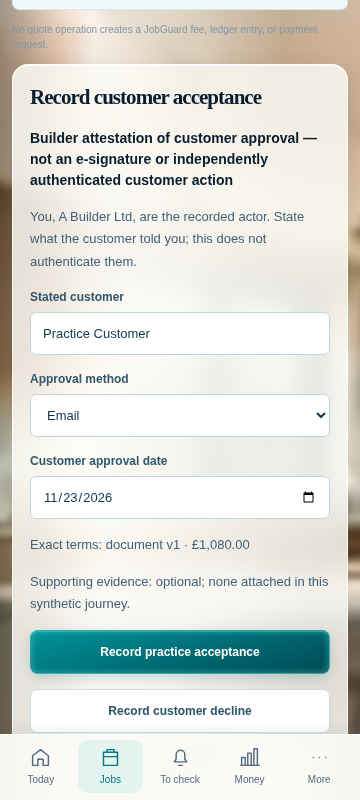 No quote operation creates a JobGuard fee, ledger entry, or payment
request.
Record customer acceptance
Builder attestation of customer approval —
not an e-signature or independently
authenticated customer action
You, A Builder Ltd, are the recorded actor. State
what the customer told you; this does not
authenticate them.
Stated customer
Practice Customer
Approval method
Email
Customer approval date
11/23/2026
Exact terms: document v1 · £1,080.00
Supporting evidence: optional; none attached in this
synthetic journey.
Record practice acceptance
Record customer decline
Today
Jobs
To check
Money
More